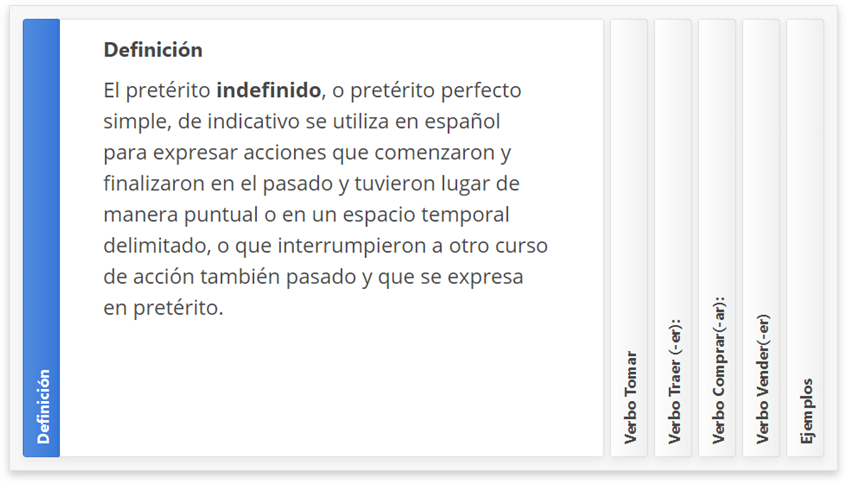 Definición
Definición
El pretérito indefinido, o pretérito perfecto
simple, de indicativo se utiliza en español
para expresar acciones que comenzaron y
finalizaron en el pasado y tuvieron lugar de
manera puntual o en un espacio temporal
delimitado, o que interrumpieron a otro curso
de acción también pasado y que se expresa
en pretérito.
Verbo Tomar
Verbo Traer (-er):
Verbo Comprar(-ar):
Verbo Vender(-er)
Ejemplos